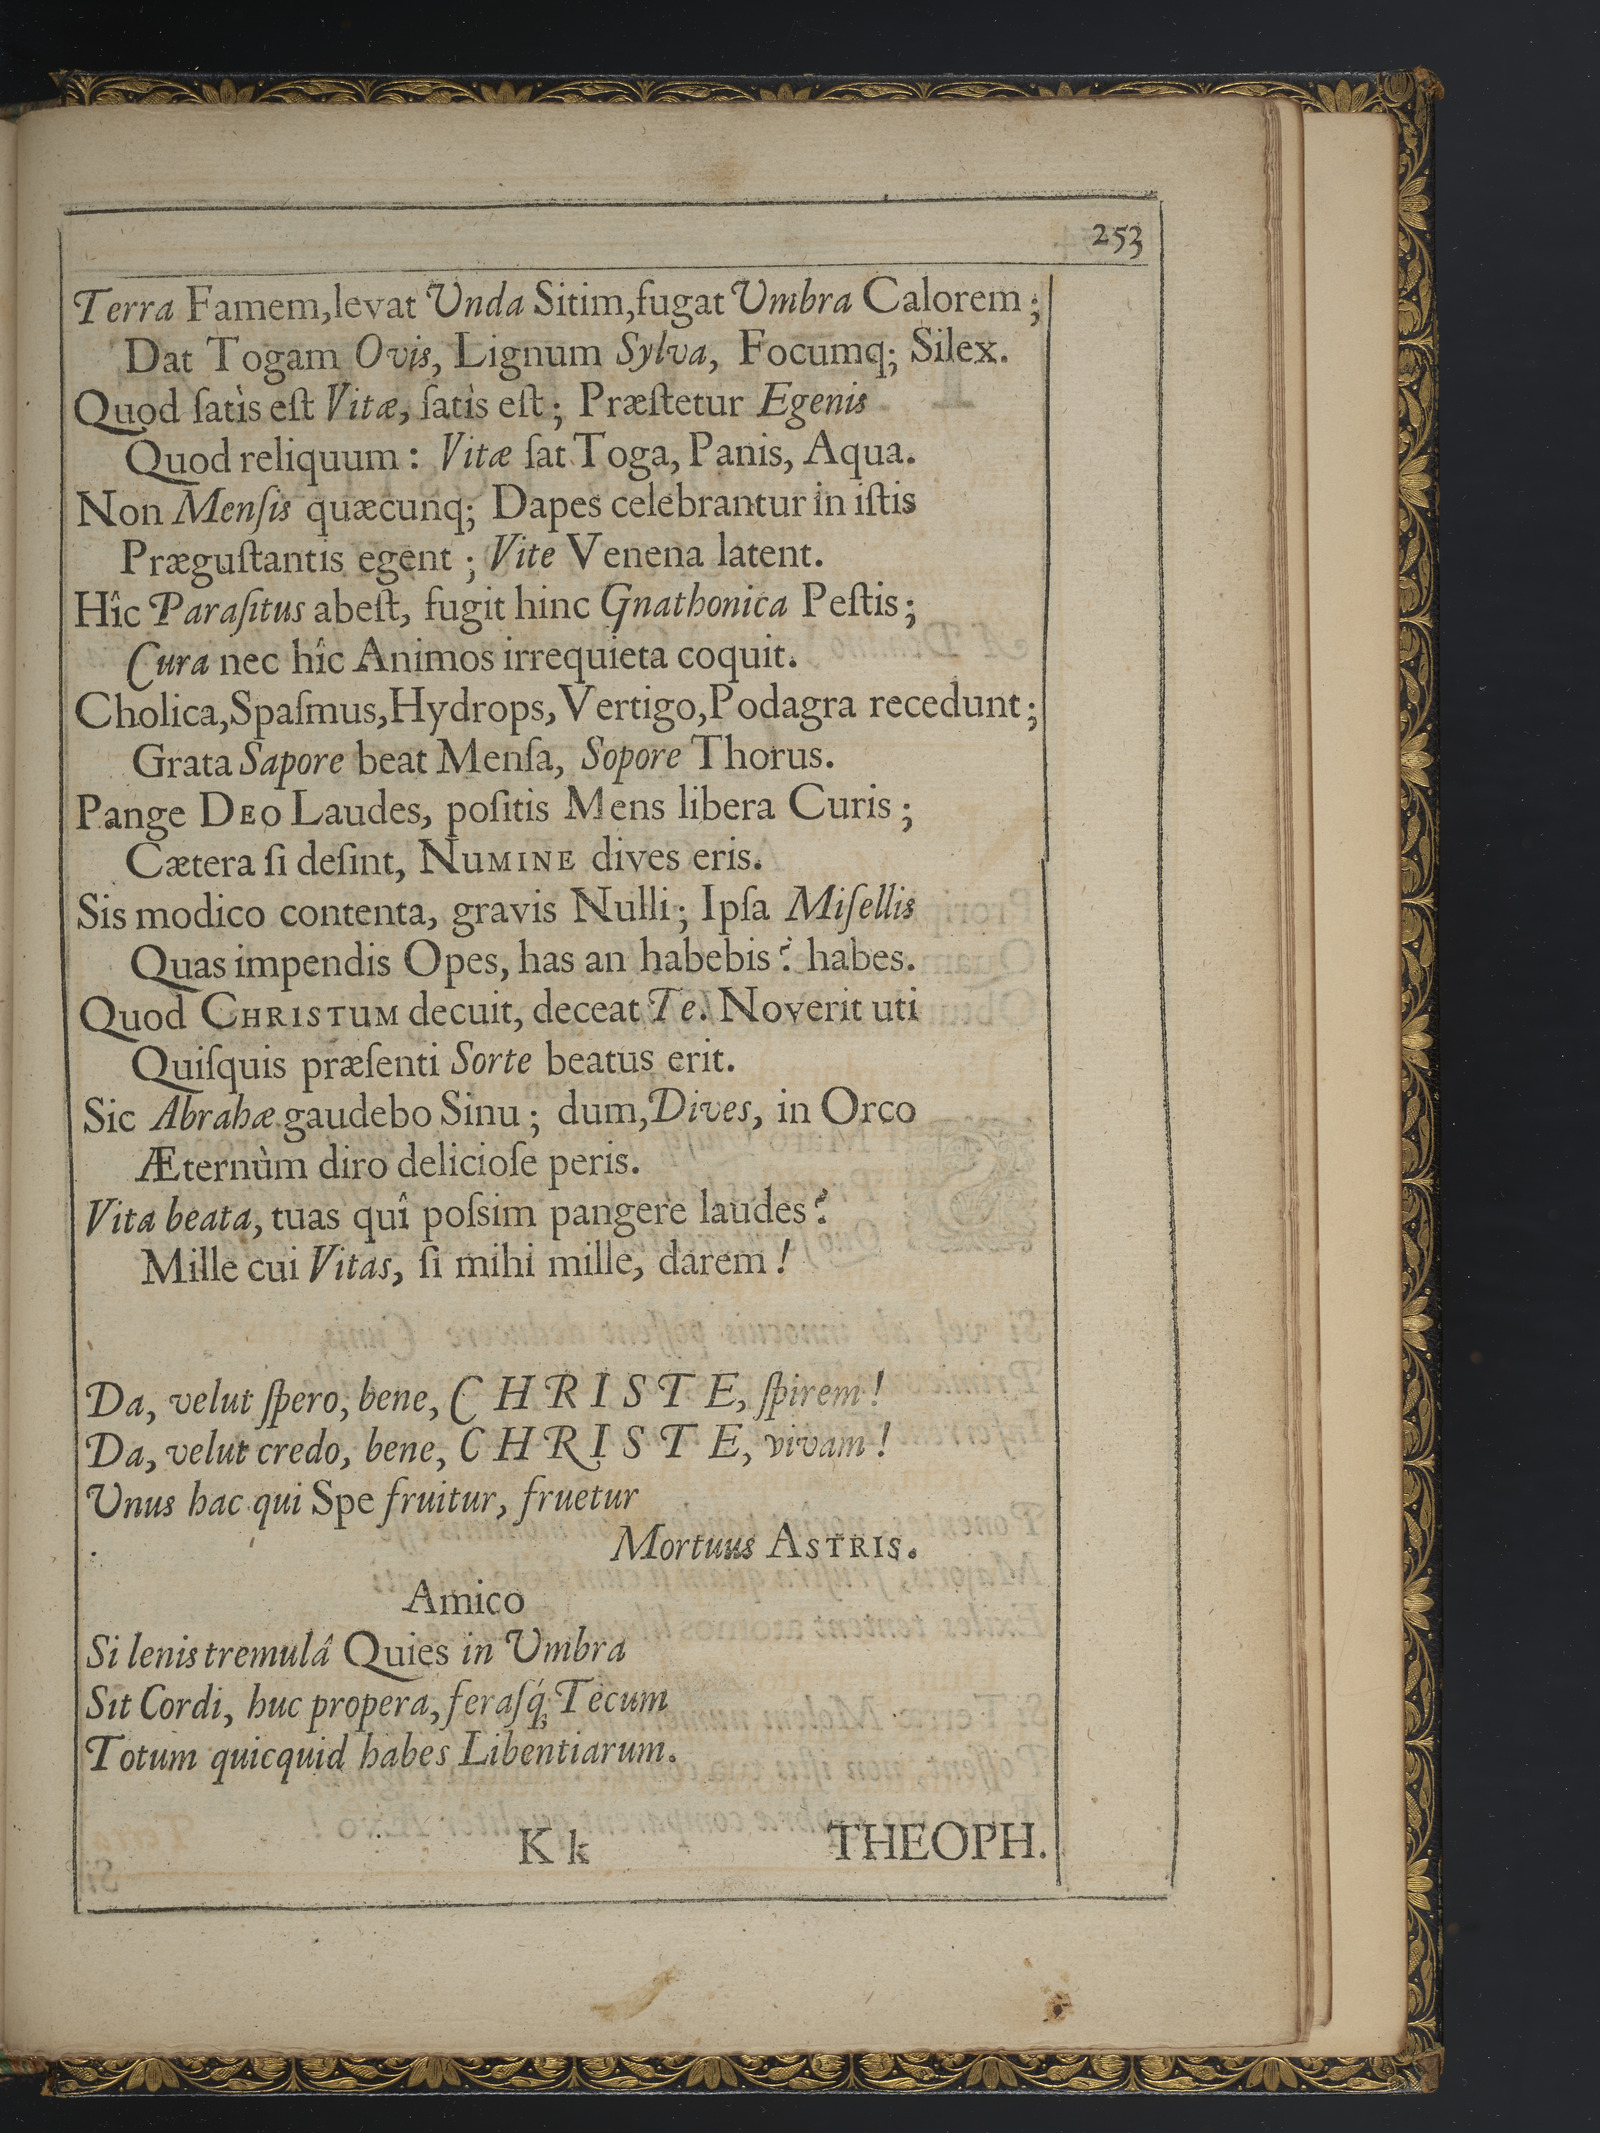 253
Terra Famem, levat Unda Sitim, fugat Umbra Calorem;
Dat Togam Ovis, Lignum Sylva, Focumq; Silex.
Quod ſatìs eſt Vitæ, ſatìs eſt; Præſtetur Egenis
Quod reliquum: Vitæ ſat Toga, Panis, Aqua.
Non Menſis quæcunq; Dapes celebrantur in iſtis
Præguſtantis egent; Vite Venena latent.
Hîc Paraſitus abeſt, fugit hinc Gnathonica Peſtis;
Cura nec hîc Animos irrequieta coquit.
Cholica, Spaſmus, Hydrops, Vertigo, Podagra recedunt;
Grata Sapore beat Menſa, Sopore Thorus.
Pange DEO Laudes, poſitis Mens libera Curis;
Cætera ſi deſint, NUMINE dives eris.
Sis modico contenta, gravis Nulli; Ipſa Miſellis
Quas impendis Opes, has an habebis? habes.
Quod CHRISTUM decuit, deceat Te. Noverit uti
Quiſquis præſenti Sorte beatus erit.
Sic Abrahæ gaudebo Sinu; dum, Dives, in Orco
Æternùm diro delicioſe peris.
Vita beata, tuas quî poſsim pangere laudes?
Mille cui Vitas, ſi mihi mille, darem!
Da, velut ſpero, bene, CHRISTE, ſpirem!
Da, velut credo, bene, CHRISTE, vivam!
Unus hac qui Spe fruitur, fruetur
Mortuus ASTRIS.
Amico
Si lenis tremulâ Quies in Umbra
Sit Cordi, huc propera, feraſq́; Tecum
Totum quicquid habes Libentiarum.
K k THEOPH.